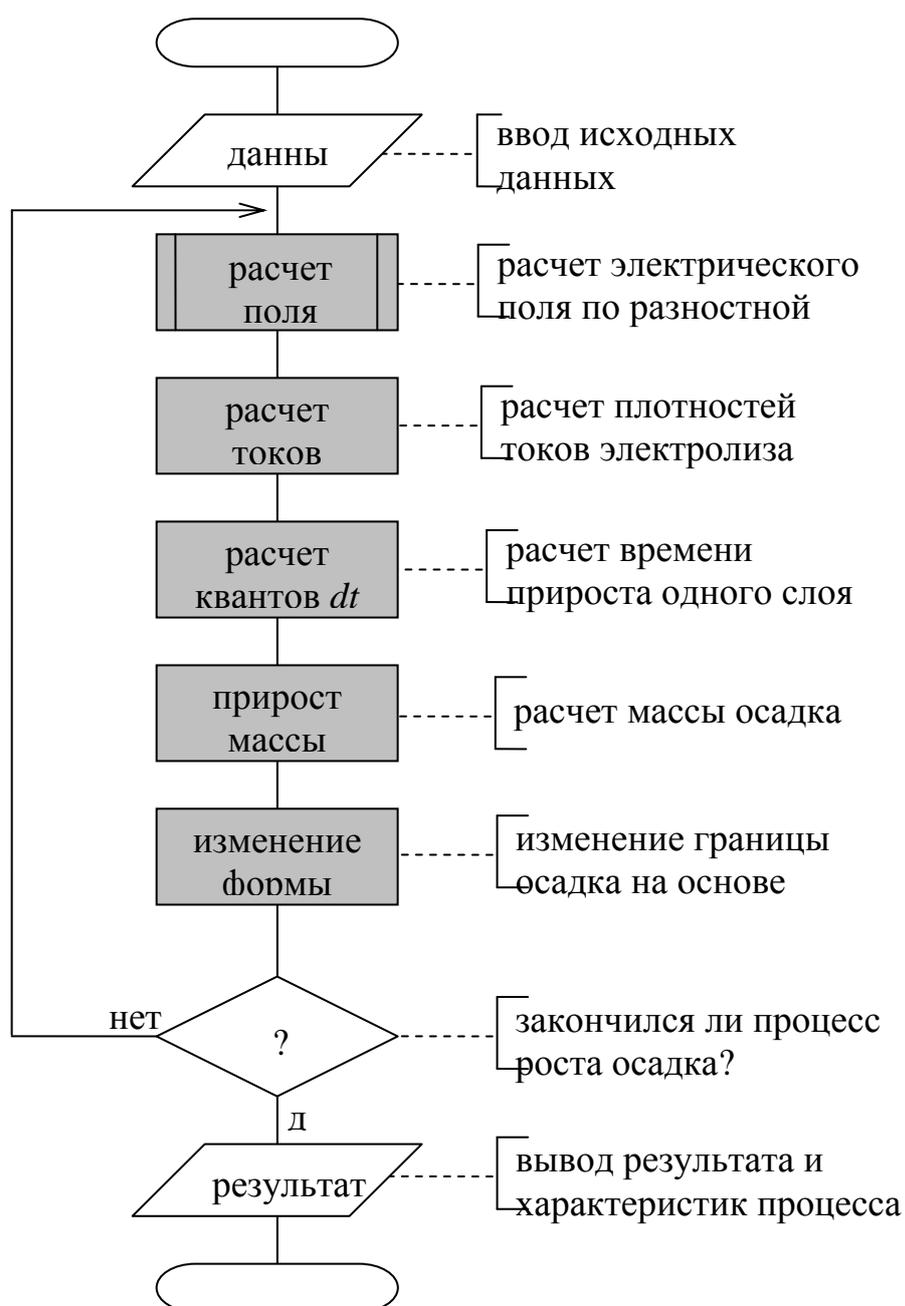 данны
ввод исходных
данных
расчет
поля
расчет электрического
поля по разностной
расчет
токов
расчет плотностей
токов электролиза
расчет
квантов dt
расчет времени
прироста одного слоя
прирост
массы
расчет массы осадка
изменение
формы
изменение границы
осадка на основе
нет
?
закончился ли процесс
роста осадка?
д
результат
вывод результата и
характеристик процесса